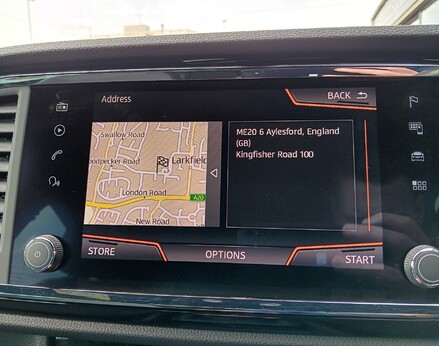 Address
BACK
Swallow Road
oodpecker Road
Larkfield
London Road
A20
New Road
ME20 6 Aylesford, England
(GB)
Kingfisher Road 100
STORE
OPTIONS
START